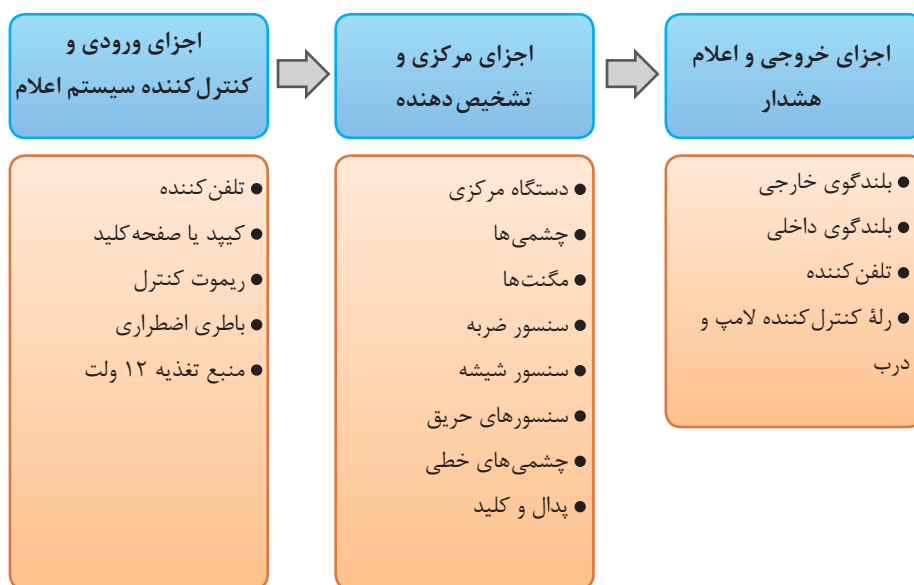 اجزای ورودی و
کنترل‌کننده سیستم اعلام
اجزای مرکزی و
تشخیص‌دهنده
اجزای خروجی و اعلام
هشدار
● تلفن‌کننده
● کیپد یا صفحه‌کلید
● ریموت کنترل
● باطری اضطراری
● منبع تغذیه ۱۲ ولت
● دستگاه مرکزی
● چشمی‌ها
● مگنت‌ها
● سنسور ضربه
● سنسور شیشه
● سنسورهای حریق
● چشمی‌های خطی
● پدال و کلید
● بلندگوی خارجی
● بلندگوی داخلی
● تلفن‌کننده
● رلهٔ کنترل‌کننده لامپ و
درب